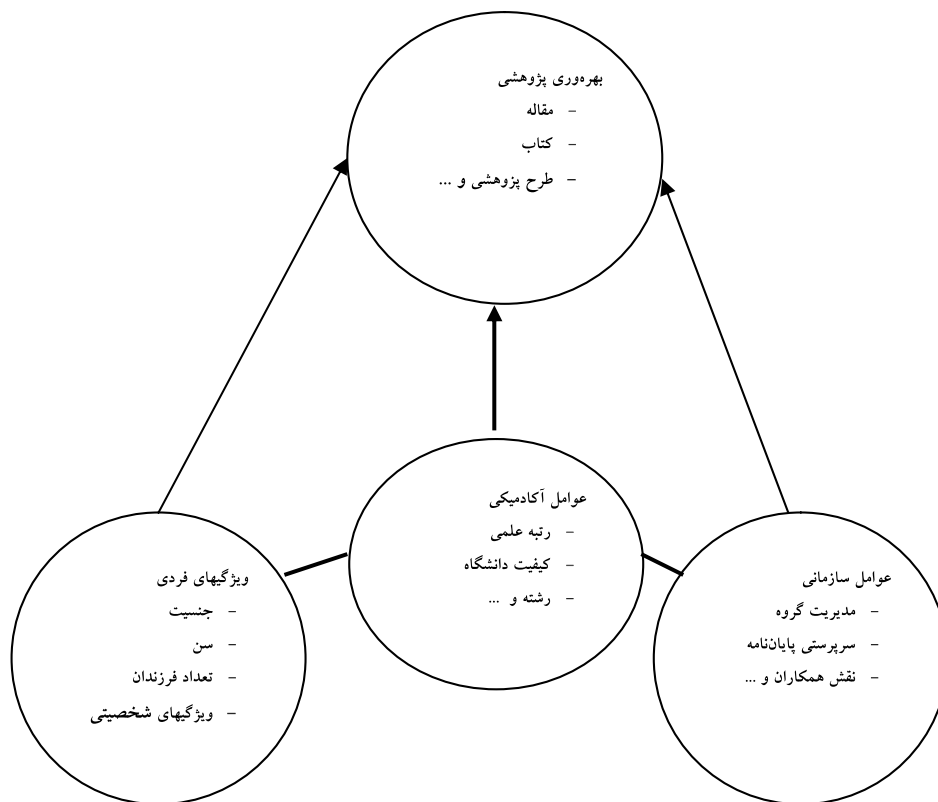 بهره‌وری پژوهشی
- مقاله
- کتاب
- طرح پزوهشی و ...
عوامل آکادمیکی
- رتبه علمی
- کیفیت دانشگاه
- رشته و ...
عوامل سازمانی
- مدیریت گروه
- سرپرستی پایان‌نامه
- نقش همکاران و ...
ویژگیهای فردی
- جنسیت
- سن
- تعداد فرزندان
- ویژگیهای شخصیتی